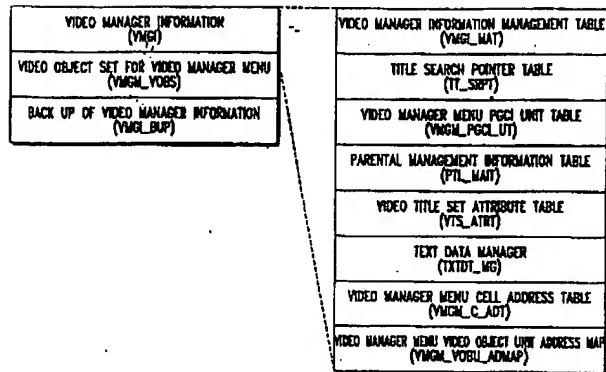 VIDEO MANAGER INFORMATION
(VMGI)
VIDEO OBJECT SET FOR VIDEO MANAGER MENU
(VMGM_VOBS)
BACK UP OF VIDEO MANAGER INFORMATION
(VMGI_BUP)
VIDEO MANAGER INFORMATION MANAGEMENT TABLE
(VMGI_MAT)
TITLE SEARCH POINTER TABLE
(TT_SRPT)
VIDEO MANAGER MENU PGCI UNIT TABLE
(VMGM_PGCI_UT)
PARENTAL MANAGEMENT INFORMATION TABLE
(PTL_MAIT)
VIDEO TITLE SET ATTRIBUTE TABLE
(VTS_ATRT)
TEXT DATA MANAGER
(TXTDT_MG)
VIDEO MANAGER MENU CELL ADDRESS TABLE
(VMGM_C_ADT)
VIDEO MANAGER MENU VIDEO OBJECT UNIT ADDRESS MAP
(VMGM_VOBU_ADMAP)